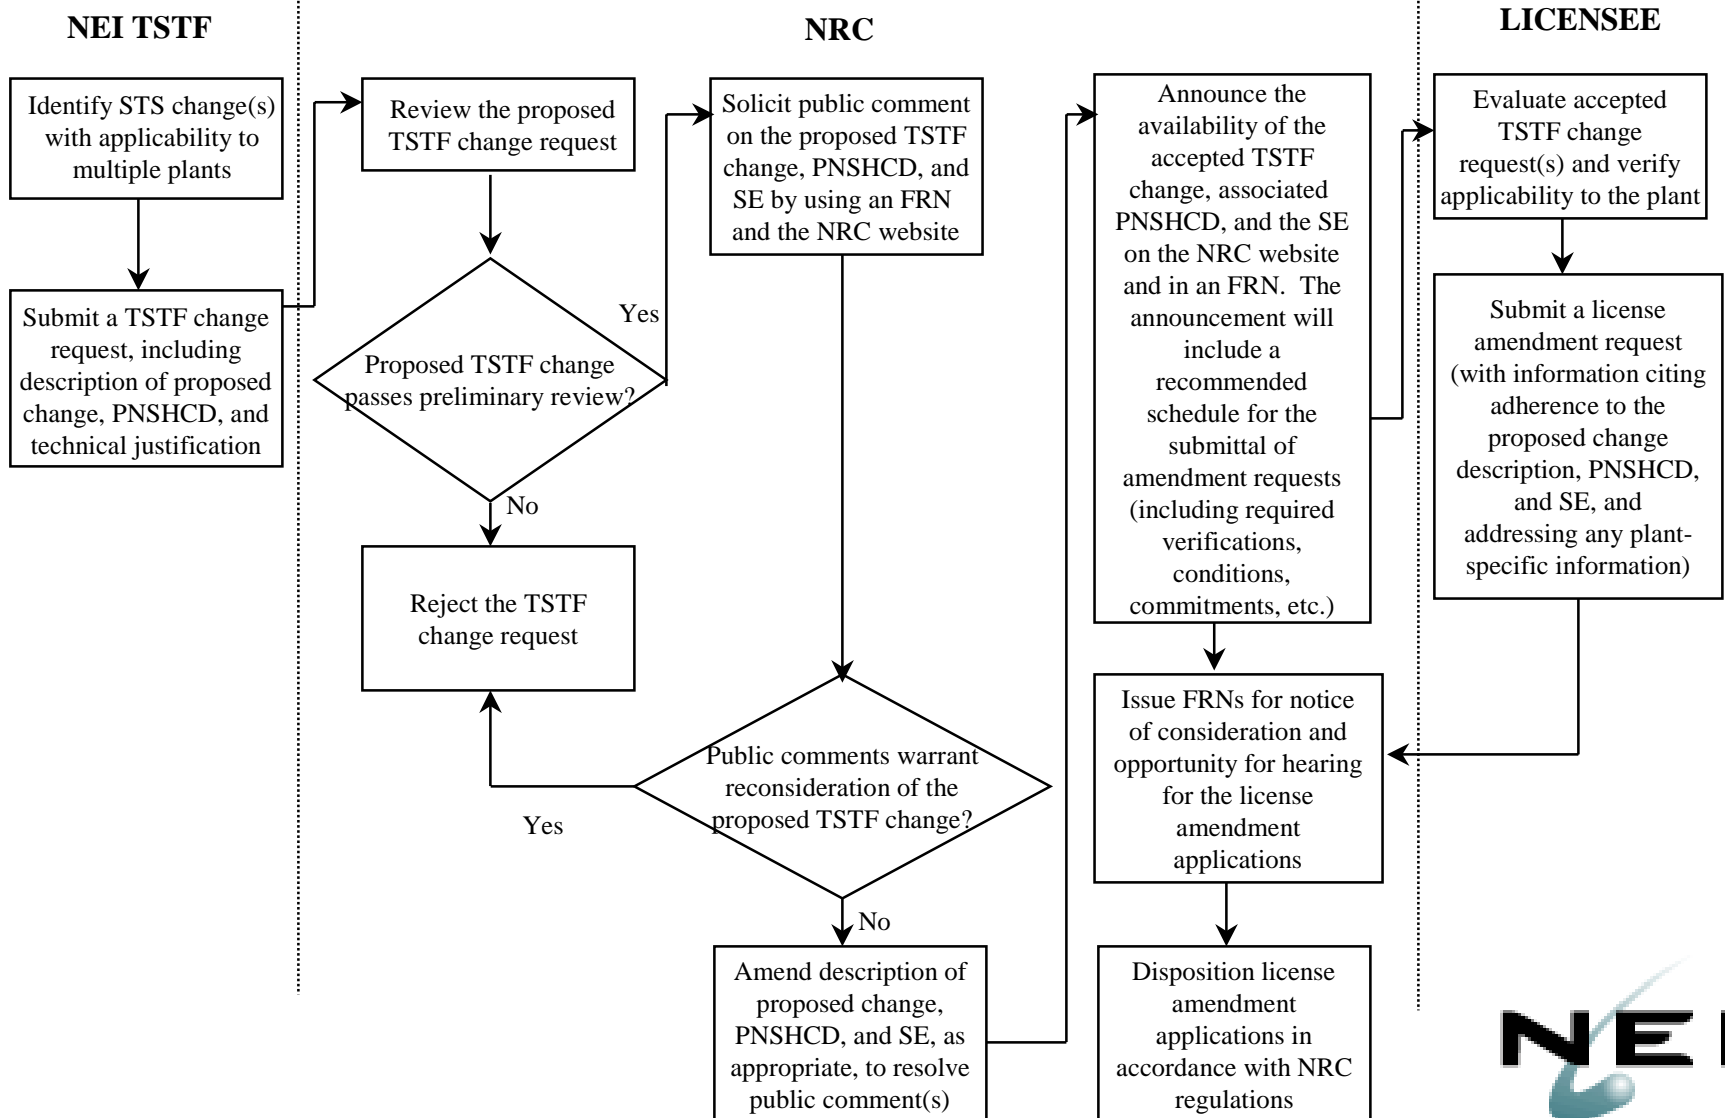 NEI TSTF
NRC
LICENSEE
Identify STS change(s)
with applicability to
multiple plants
Submit a TSTF change
request, including
description of proposed
change, PNSHCD, and
technical justification
Review the proposed
TSTF change request
Proposed TSTF change
passes preliminary review?
Yes
No
Reject the TSTF
change request
Solicit public comment
on the proposed TSTF
change, PNSHCD, and
SE by using an FRN
and the NRC website
Public comments warrant
reconsideration of the
proposed TSTF change?
Yes
No
Amend description of
proposed change,
PNSHCD, and SE, as
appropriate, to resolve
public comment(s)
Announce the
availability of the
accepted TSTF
change, associated
PNSHCD, and the SE
on the NRC website
and in an FRN. The
announcement will
include a
recommended
schedule for the
submittal of
amendment requests
(including required
verifications,
conditions,
commitments, etc.)
Issue FRNs for notice
of consideration and
opportunity for hearing
for the license
amendment
applications
Disposition license
amendment
applications in
accordance with NRC
regulations
Evaluate accepted
TSTF change
request(s) and verify
applicability to the plant
Submit a license
amendment request
(with information citing
adherence to the
proposed change
description, PNSHCD,
and SE, and
addressing any plant-
specific information)
NEI